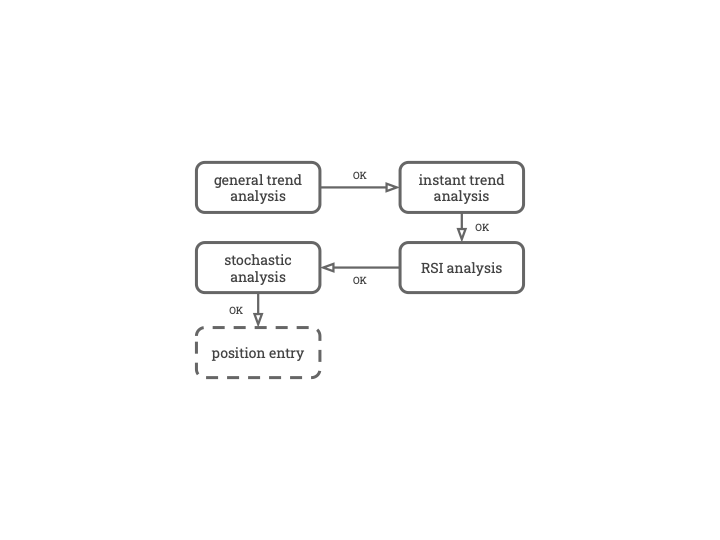 general trend
analysis
OK
instant trend
analysis
OK
RSI analysis
OK
stochastic
analysis
OK
position entry